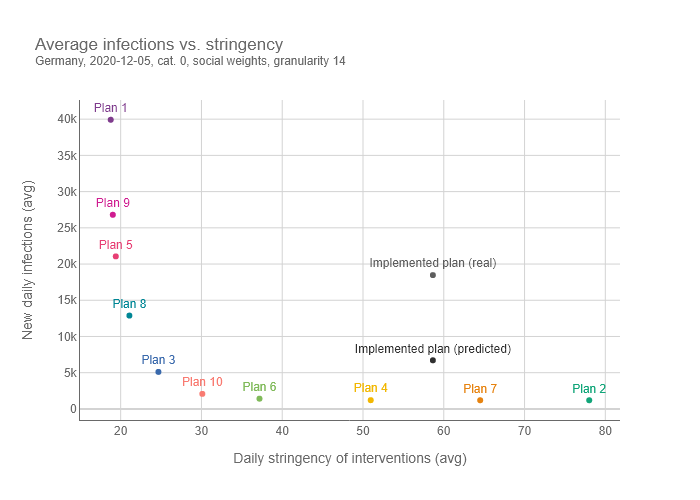 Average infections vs. stringency
Germany, 2020-12-05, cat. 0, social weights, granularity 14
Plan 1
40k
35k
30k
Plan 9
25k
Plan 5
20k
Implemented plan (real)
15k
Plan 8
10k
Implemented plan (predicted)
Plan 3
5k
Plan 10
Plan 6
Plan 4
Plan 7
Plan 2
0
20
30
40
50
60
70
80
New daily infections (avg)
Daily stringency of interventions (avg)